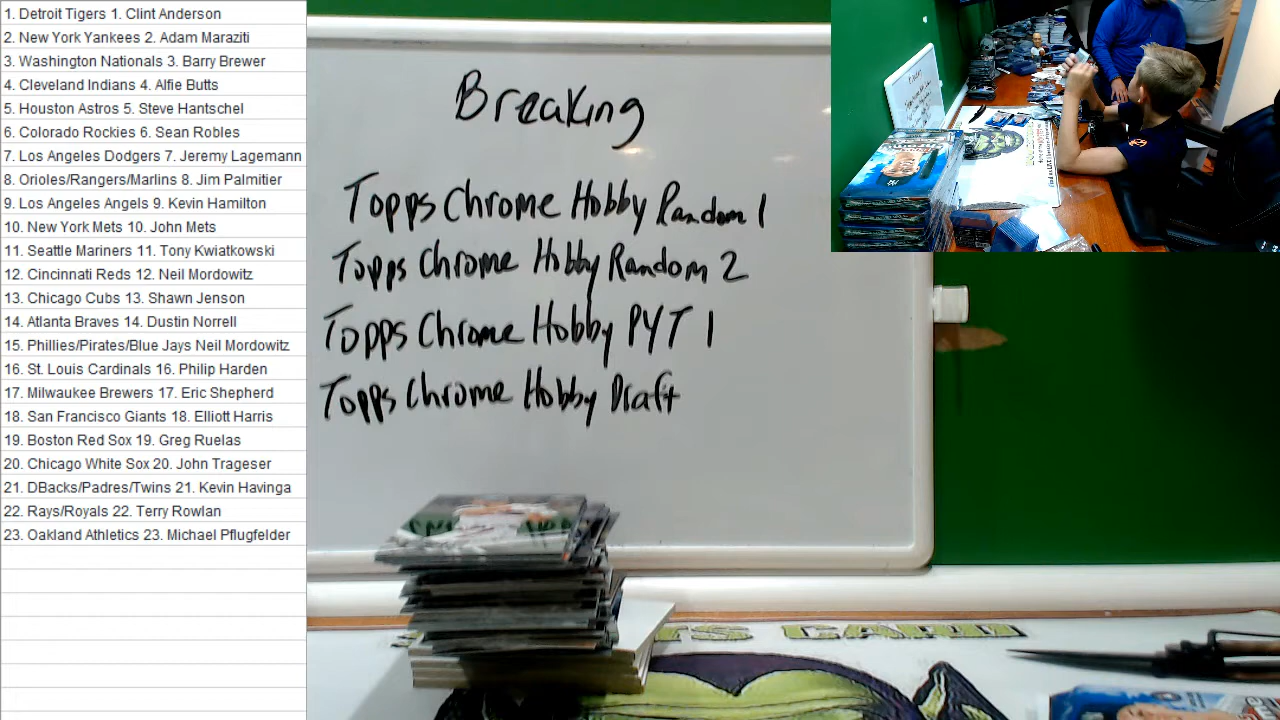 1. Detroit Tigers 1. Clint Anderson
2. New York Yankees 2. Adam Maraziti
3. Washington Nationals 3. Barry Brewer
4. Cleveland Indians 4. Alfie Butts
5. Houston Astros 5. Steve Hantschel
6. Colorado Rockies 6. Sean Robles
7. Los Angeles Dodgers 7. Jeremy Lagemann
8. Orioles/Rangers/Marlins 8. Jim Palmitier
9. Los Angeles Angels 9. Kevin Hamilton
10. New York Mets 10. John Mets
11. Seattle Mariners 11. Tony Kwiatkowski
12. Cincinnati Reds 12. Neil Mordowitz
13. Chicago Cubs 13. Shawn Jenson
14. Atlanta Braves 14. Dustin Norrell
15. Phillies/Pirates/Blue Jays Neil Mordowitz
16. St. Louis Cardinals 16. Philip Harden
17. Milwaukee Brewers 17. Eric Shepherd
18. San Francisco Giants 18. Elliott Harris
19. Boston Red Sox 19. Greg Ruelas
20. Chicago White Sox 20. John Trageser
21. DBacks/Padres/Twins 21. Kevin Havinga
22. Rays/Royals 22. Terry Rowlan
23. Oakland Athletics 23. Michael Pflugfelder
Breaking
Topps Chrome Hobby Random 1
Topps Chrome Hobby Random 2
Topps Chrome Hobby PYT 1
Topps Chrome Hobby Draft
CARD